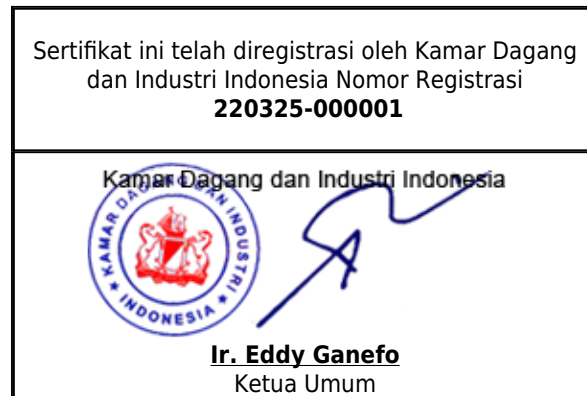 Sertifikat ini telah diregistrasi oleh Kamar Dagang
dan Industri Indonesia Nomor Registrasi
220325-000001
Kamar Dagang dan Industri Indonesia
KAMAR DAGANG DAN INDUSTRI
★ INDONESIA ★
Ir. Eddy Ganefo
Ketua Umum